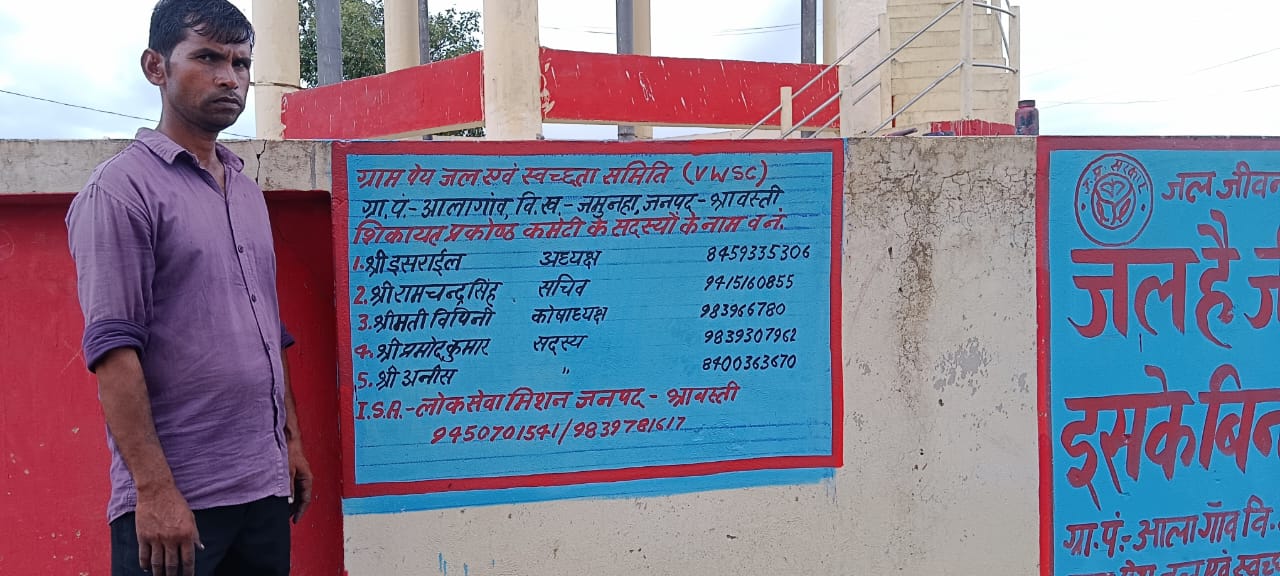 ग्राम पेय जल एवं स्वच्छता समिति (VWSC)
ग्रा.पं.- आलागांव, वि.ख.- जमुनहा, जनपद - श्रावस्ती
शिकायत प्रकोष्ठ कमटी के सदस्यों के नाम व नं.
1. श्री इसराईल अध्यक्ष 8459335306
2. श्री रामचन्द्र सिंह सचिव 9415160855
3. श्रीमती विपिनी कोषाध्यक्ष 983966780
4. श्री प्रमोद कुमार सदस्य 9839307962
5. श्री अनीस " 8400363670
I.S.A.- लोक सेवा मिशन जनपद - श्रावस्ती
9450701541/9839781617
उ.प्र. सरकार
जल जीवन
जल है
इसके बिन
ग्रा.पं.- आला गाँव वि